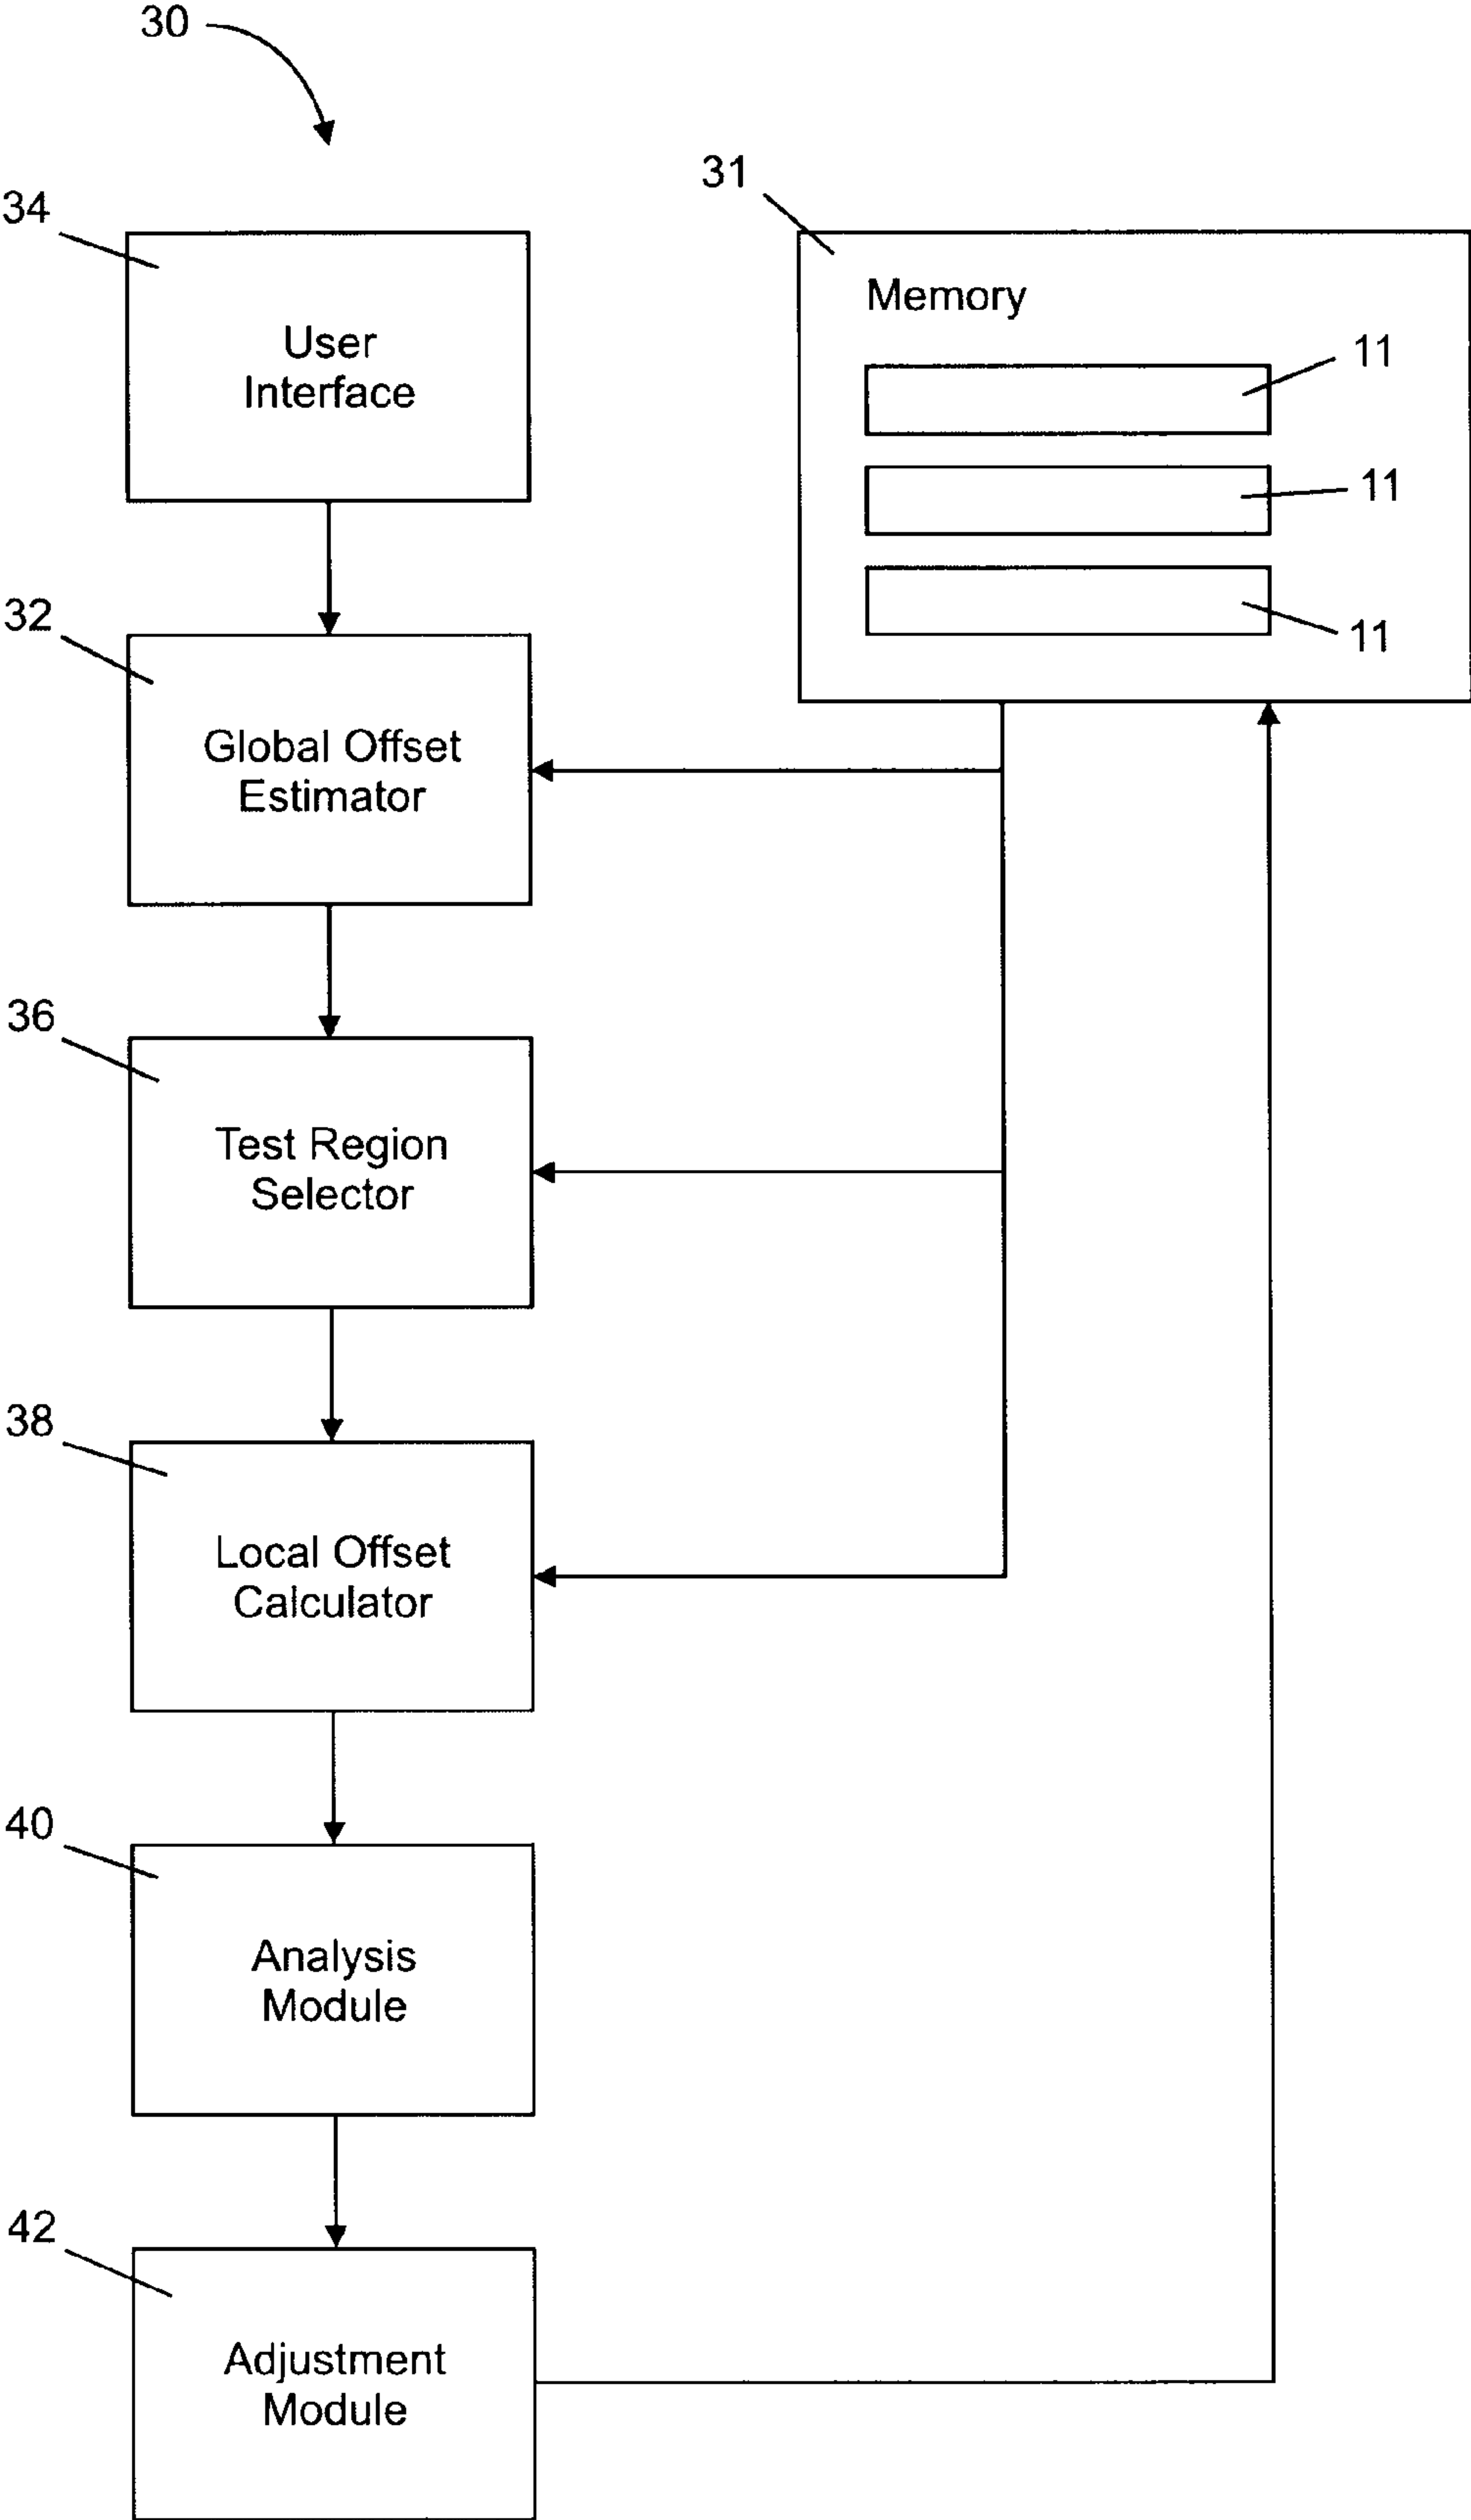 30
34
User
Interface
31
Memory
11
11
11
32
Global Offset
Estimator
36
Test Region
Selector
38
Local Offset
Calculator
40
Analysis
Module
42
Adjustment
Module